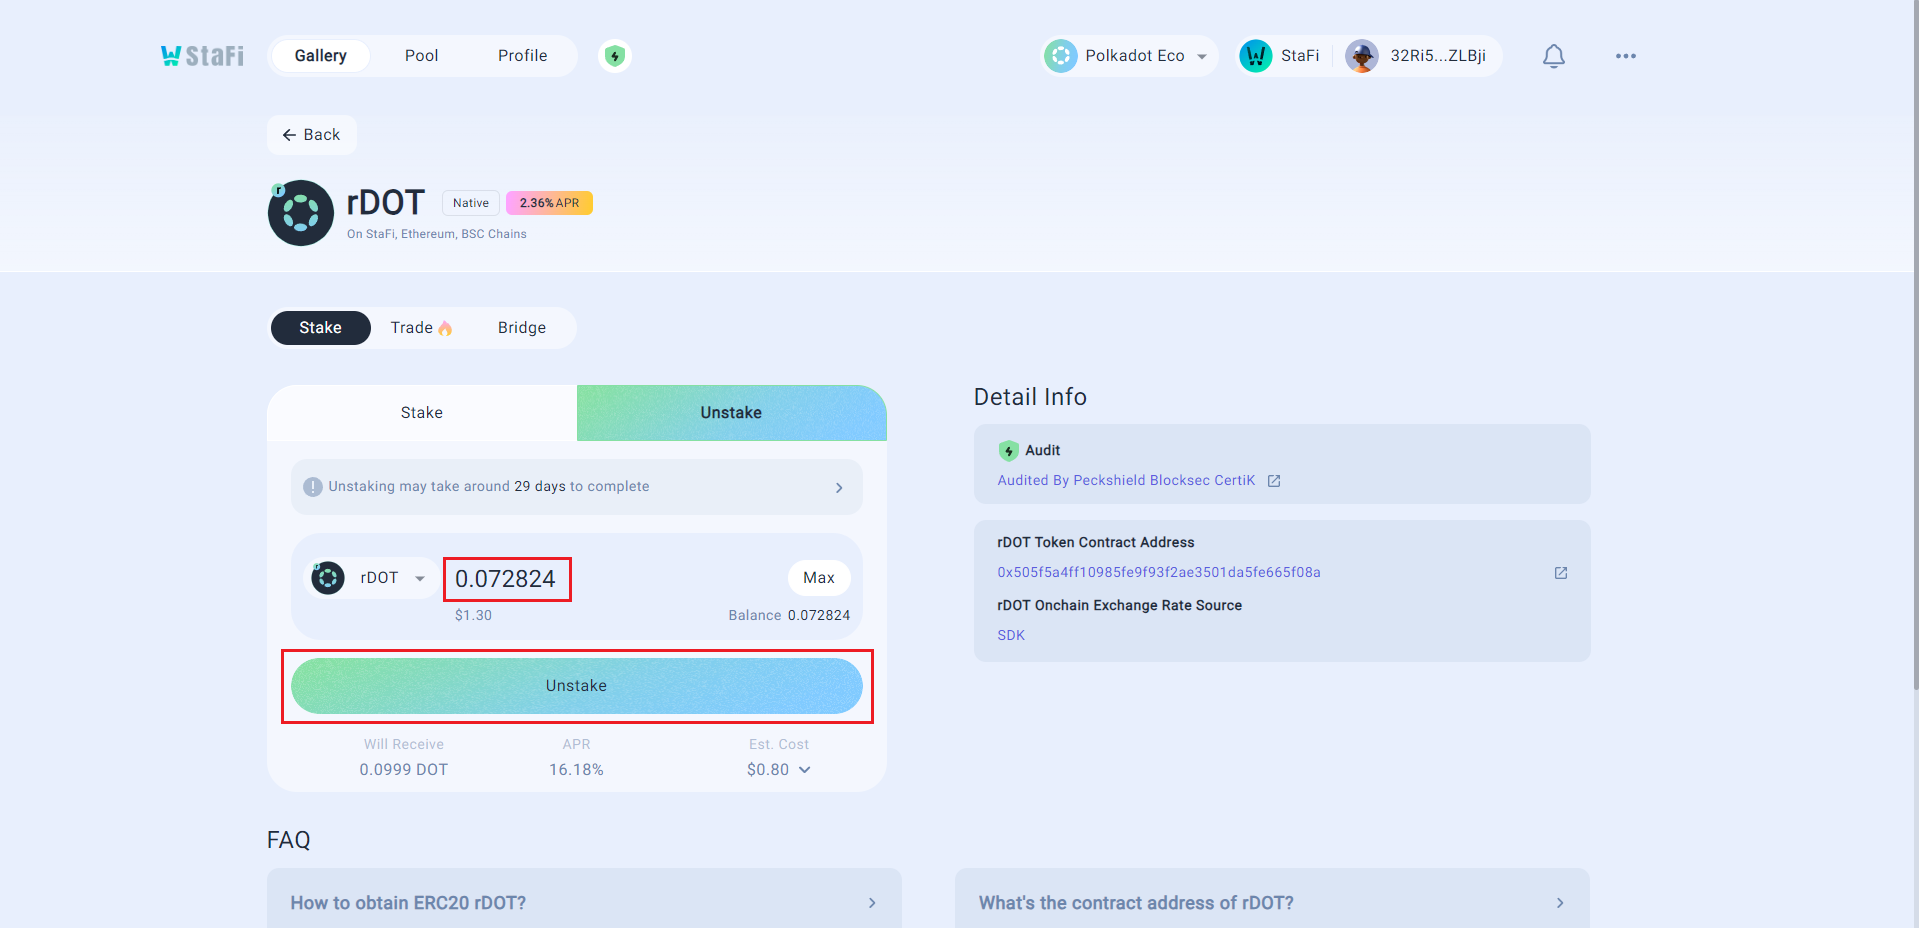 StaFi
Gallery
Pool
Profile
Polkadot Eco
StaFi
32Ri5...ZLBji
Back
r
rDOT
Native
2.36% APR
On StaFi, Ethereum, BSC Chains
Stake
Trade
Bridge
Stake
Unstake
Unstaking may take around 29 days to complete
rDOT
0.072824
Max
$1.30
Balance 0.072824
Unstake
Will Receive
APR
Est. Cost
0.0999 DOT
16.18%
$0.80
Detail Info
Audit
Audited By Peckshield Blocksec CertiK
rDOT Token Contract Address
0x505f5a4ff10985fe9f93f2ae3501da5fe665f08a
rDOT Onchain Exchange Rate Source
SDK
FAQ
How to obtain ERC20 rDOT?
What's the contract address of rDOT?